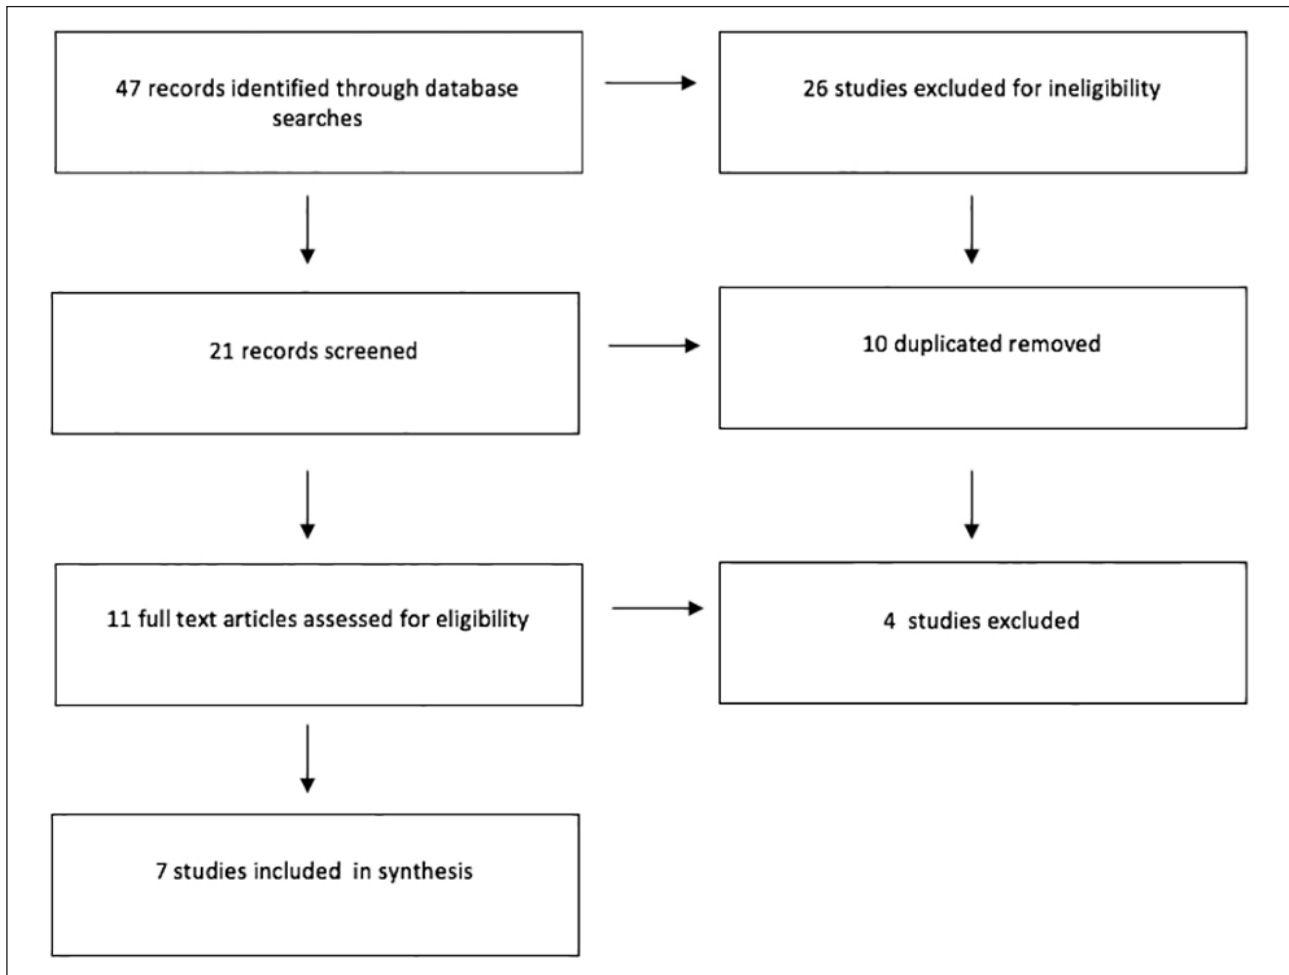 47 records identified through database
searches
26 studies excluded for ineligibility
21 records screened
10 duplicated removed
11 full text articles assessed for eligibility
4 studies excluded
7 studies included in synthesis